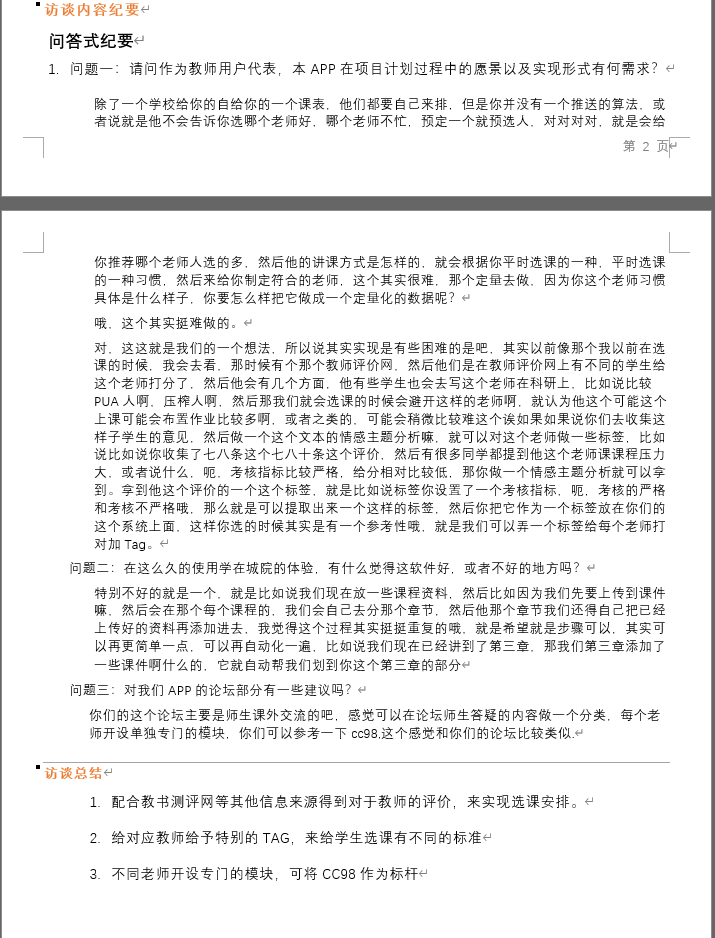 访谈内容纪要
问答式纪要
1. 问题一：请问作为教师用户代表，本 APP 在项目计划过程中的愿景以及实现形式有何需求？
除了一个学校给你的自给你的一个课表，他们都要自己来排，但是你并没有一个推送的算法，或
者说就是他不会告诉你选哪个老师好，哪个老师不忙，预定一个就预选人，对对对对，就是会给
第 2 页
你推荐哪个老师人选的多，然后他的讲课方式是怎样的，就会根据你平时选课的一种，平时选课
的一种习惯，然后来给你制定符合的老师，这个其实很难，那个定量去做，因为你这个老师习惯
具体是什么样子，你要怎么样把它做成一个定量化的数据呢？
哦，这个其实挺难做的。
对，这这就是我们的一个想法，所以说其实实现是有些困难的是吧，其实以前像那个我以前在选
课的时候，我会去看，那时候有个那个教师评价网，然后他们是在教师评价网上有不同的学生给
这个老师打分了，然后他会有几个方面，他有些学生也会去写这个老师在科研上，比如说比较
PUA 人啊，压榨人啊，然后那我们就会选课的时候会避开这样的老师啊，就认为他这个可能这个
上课可能会布置作业比较多啊，或者之类的，可能会稍微比较难这个诶如果如果说你们去收集这
样子学生的意见，然后做一个这个文本的情感主题分析嘛，就可以对这个老师做一些标签，比如
说比如说你收集了七八条这个七八十条这个评价，然后有很多同学都提到他这个老师课课程压力
大，或者说什么，呃，考核指标比较严格，给分相对比较低，那你做一个情感主题分析就可以拿
到。拿到他这个评价的一个这个标签，就是比如说标签你设置了一个考核指标，呃，考核的严格
和考核不严格哦，那么就是可以提取出来一个这样的标签，然后你把它作为一个标签放在你们的
这个系统上面，这样你选的时候其实是有一个参考性哦，就是我们可以弄一个标签给每个老师打
对加 Tag。
问题二：在这么久的使用学在城院的体验，有什么觉得这软件好，或者不好的地方吗？
特别不好的就是一个，就是比如说我们现在放一些课程资料，然后比如因为我们先要上传到课件
嘛，然后会在那个每个课程的，我们会自己去分那个章节，然后他那个章节我们还得自己把已经
上传好的资料再添加进去，我觉得这个过程其实挺挺重复的哦，就是希望就是步骤可以，其实可
以再更简单一点，可以再自动化一遍，比如说我们现在已经讲到了第三章，那我们第三章添加了
一些课件啊什么的，它就自动帮我们划到你这个第三章的部分
问题三：对我们 APP 的论坛部分有一些建议吗？
你们的这个论坛主要是师生课外交流的吧，感觉可以在论坛师生答疑的内容做一个分类，每个老
师开设单独专门的模块，你们可以参考一下 cc98.这个感觉和你们的论坛比较类似.
访谈总结
1. 配合教书测评网等其他信息来源得到对于教师的评价，来实现选课安排。
2. 给对应教师给予特别的 TAG，来给学生选课有不同的标准
3. 不同老师开设专门的模块，可将 CC98 作为标杆